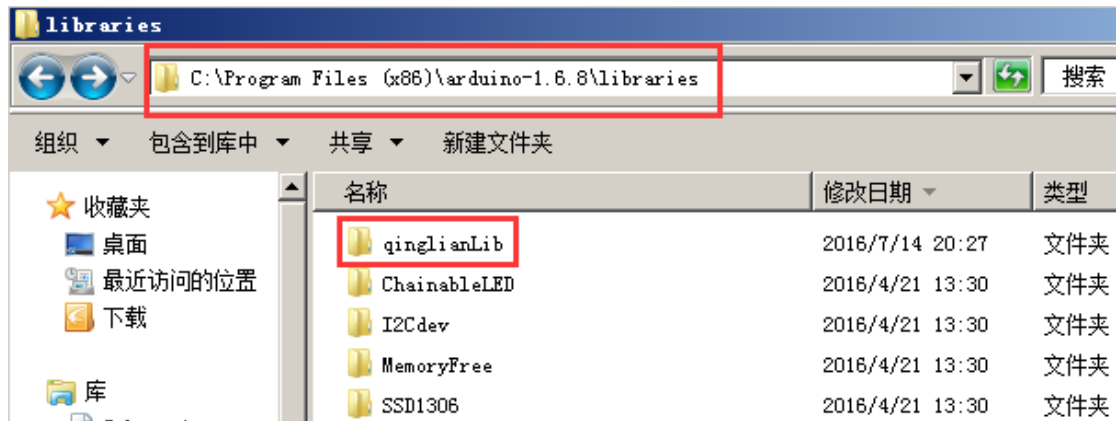 libraries
C:\Program Files (x86)\arduino-1.6.8\libraries 搜索
组织 包含到库中 共享 新建文件夹
收藏夹
桌面
最近访问的位置
下载
库
名称 修改日期 类型
qinglianLib 2016/7/14 20:27 文件夹
ChainableLED 2016/4/21 13:30 文件夹
I2Cdev 2016/4/21 13:30 文件夹
MemoryFree 2016/4/21 13:30 文件夹
SSD1306 2016/4/21 13:30 文件夹